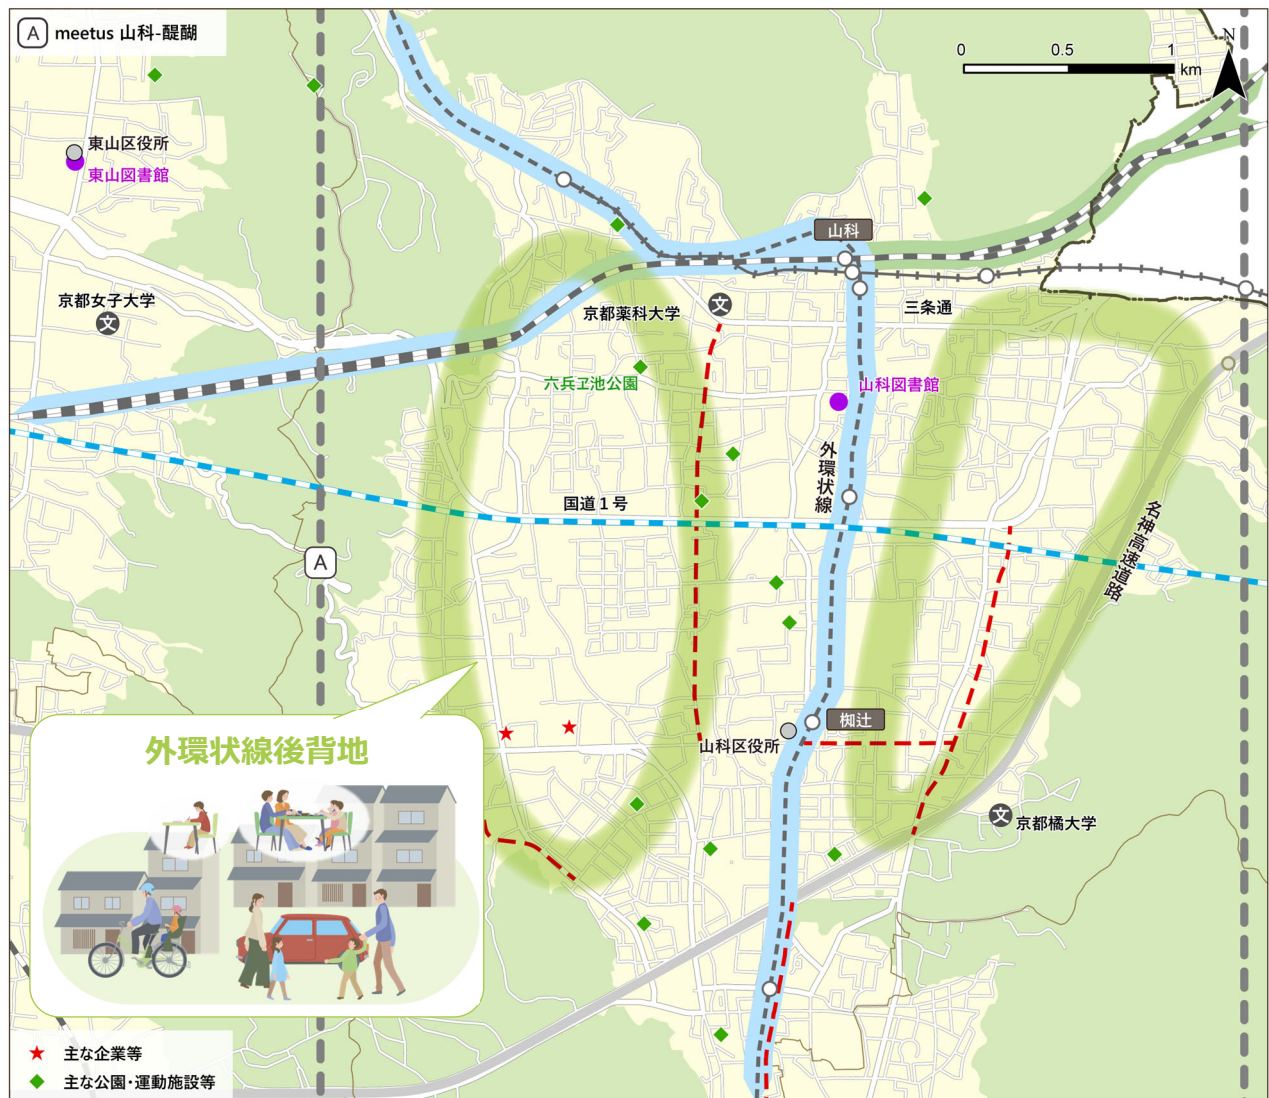 A meetus 山科-醍醐
0 0.5 1
km
N
東山区役所
東山図書館
山科
京都女子大学
文
京都薬科大学
文
三条通
六兵ヱ池公園
山科図書館
外環状線
国道1号
名神高速道路
A
椥辻
山科区役所
外環状線後背地
文
京都橘大学
主な企業等
主な公園・運動施設等